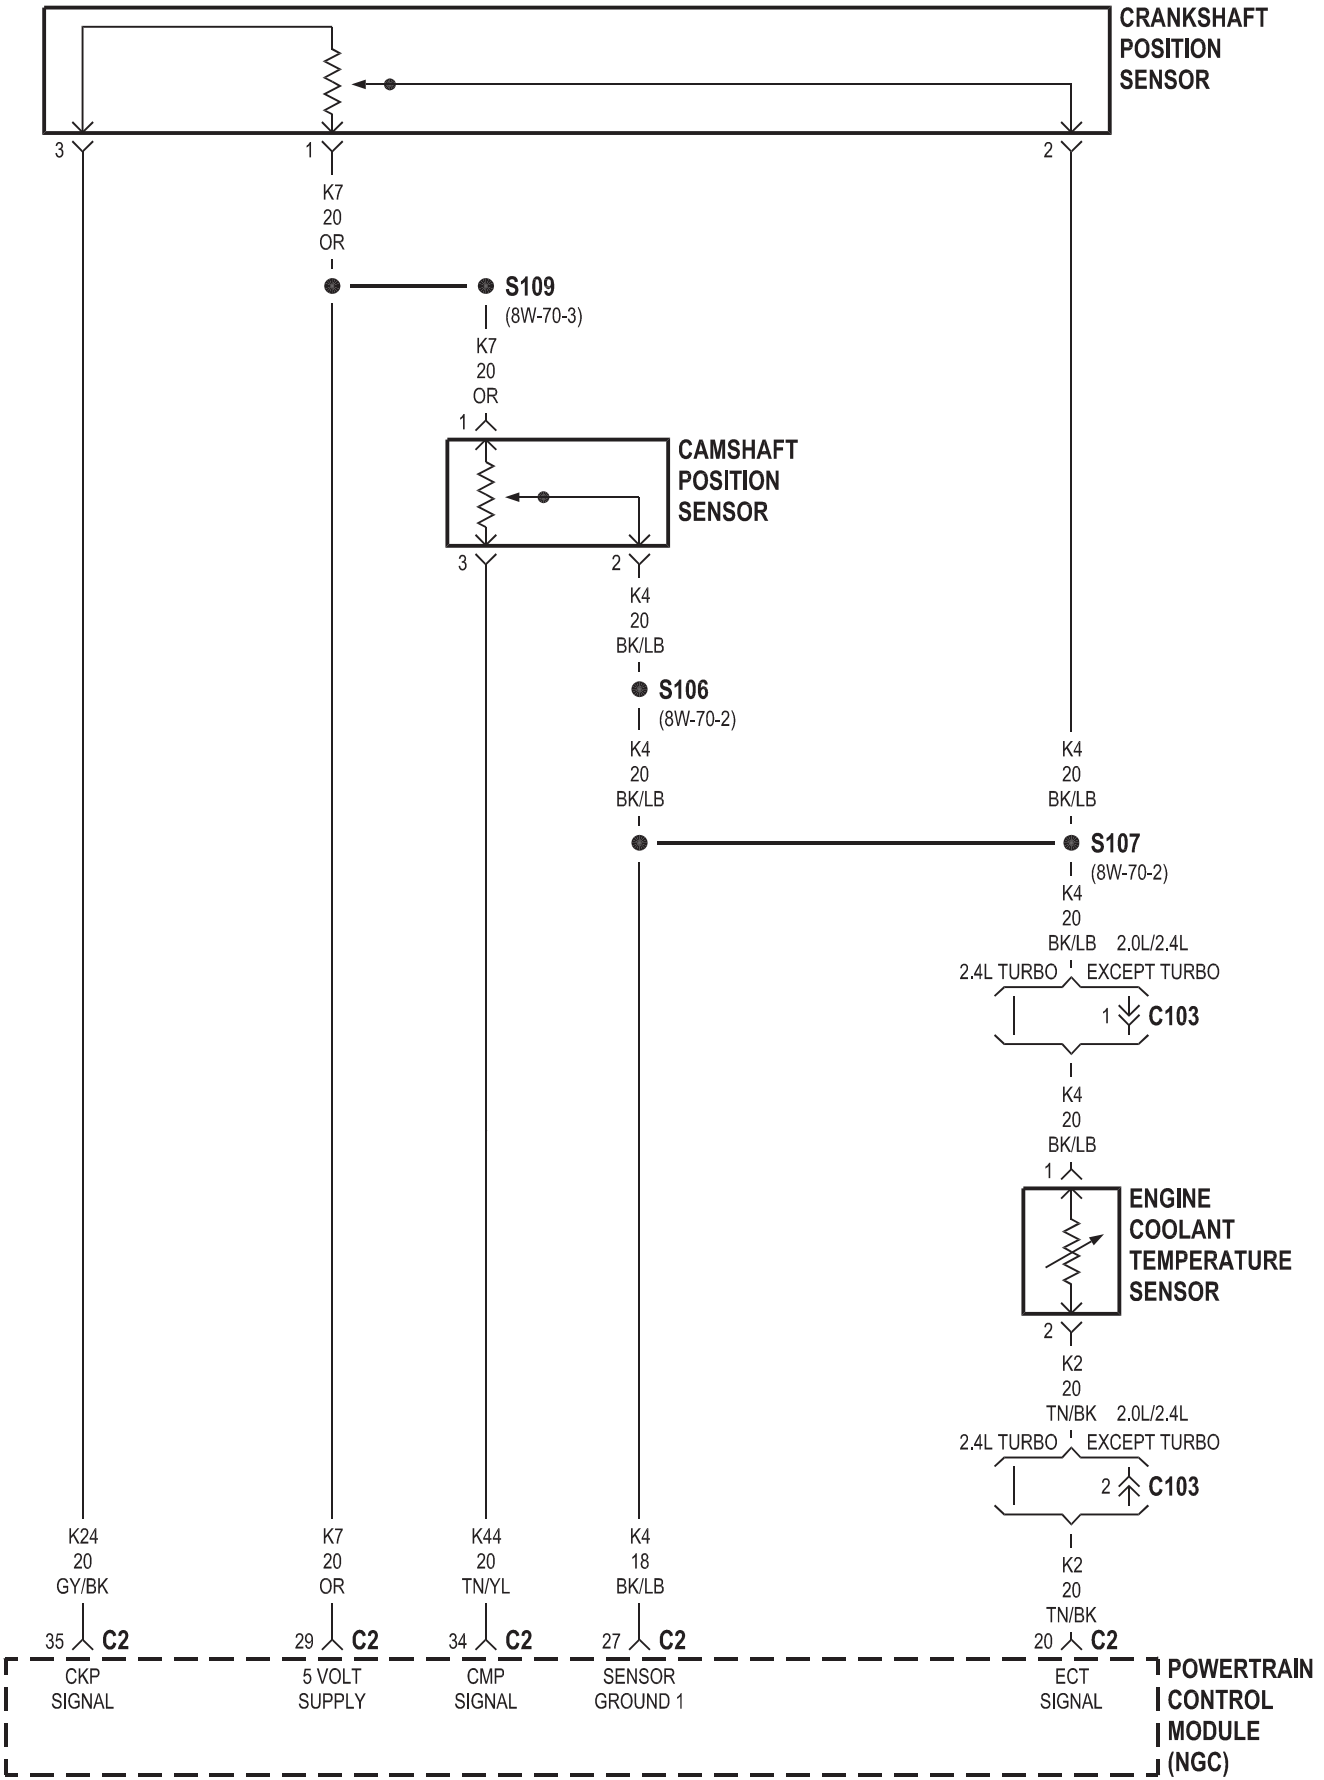 CRANKSHAFT
POSITION
SENSOR
3
1
2
K7
20
OR
S109
(8W-70-3)
K7
20
OR
1
CAMSHAFT
POSITION
SENSOR
3
2
K4
20
BK/LB
S106
(8W-70-2)
K4
20
BK/LB
K4
20
BK/LB
S107
(8W-70-2)
K4
20
BK/LB
2.0L/2.4L
2.4L TURBO
EXCEPT TURBO
1
C103
K4
20
BK/LB
1
ENGINE
COOLANT
TEMPERATURE
SENSOR
2
K2
20
TN/BK
2.0L/2.4L
2.4L TURBO
EXCEPT TURBO
2
C103
K24
20
GY/BK
K7
20
OR
K44
20
TN/YL
K4
18
BK/LB
K2
20
TN/BK
35
C2
29
C2
34
C2
27
C2
20
C2
CKP
SIGNAL
5 VOLT
SUPPLY
CMP
SIGNAL
SENSOR
GROUND 1
ECT
SIGNAL
POWERTRAIN
CONTROL
MODULE
(NGC)